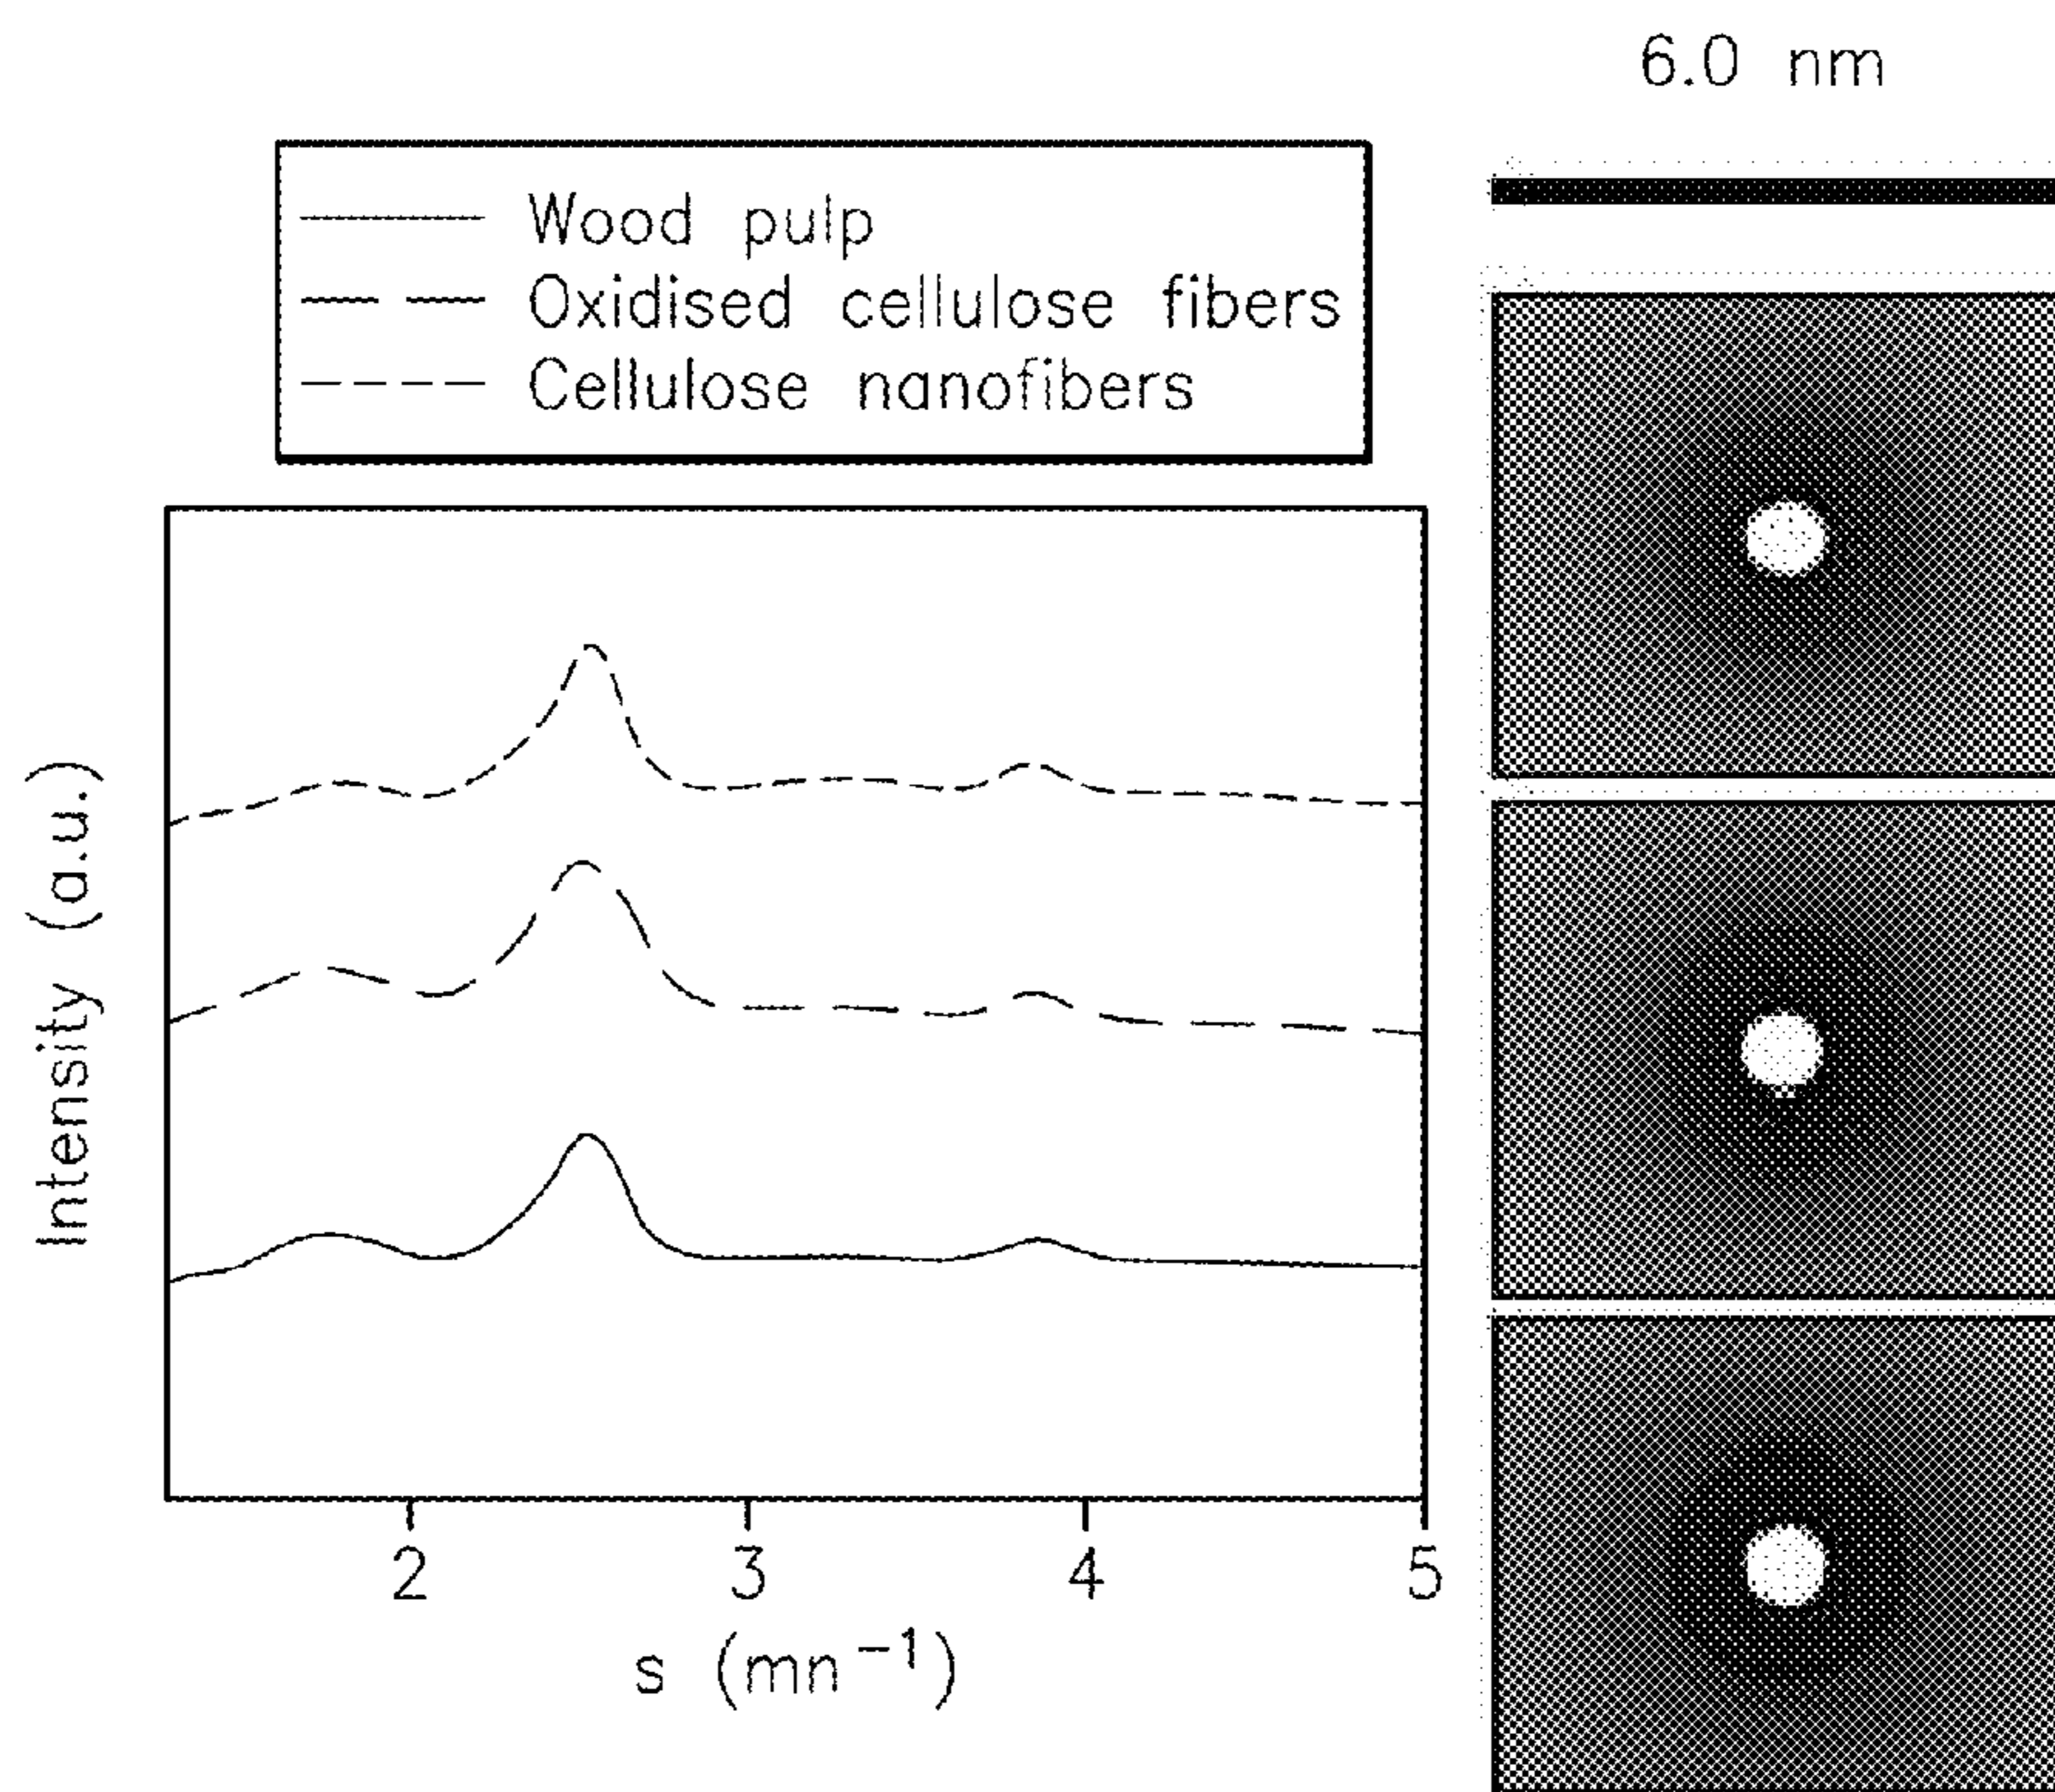 6.0 nm
Wood pulp
Oxidised cellulose fibers
Cellulose nanofibers
Intensity (a.u.)
2 3 4 5
s (mn⁻¹)